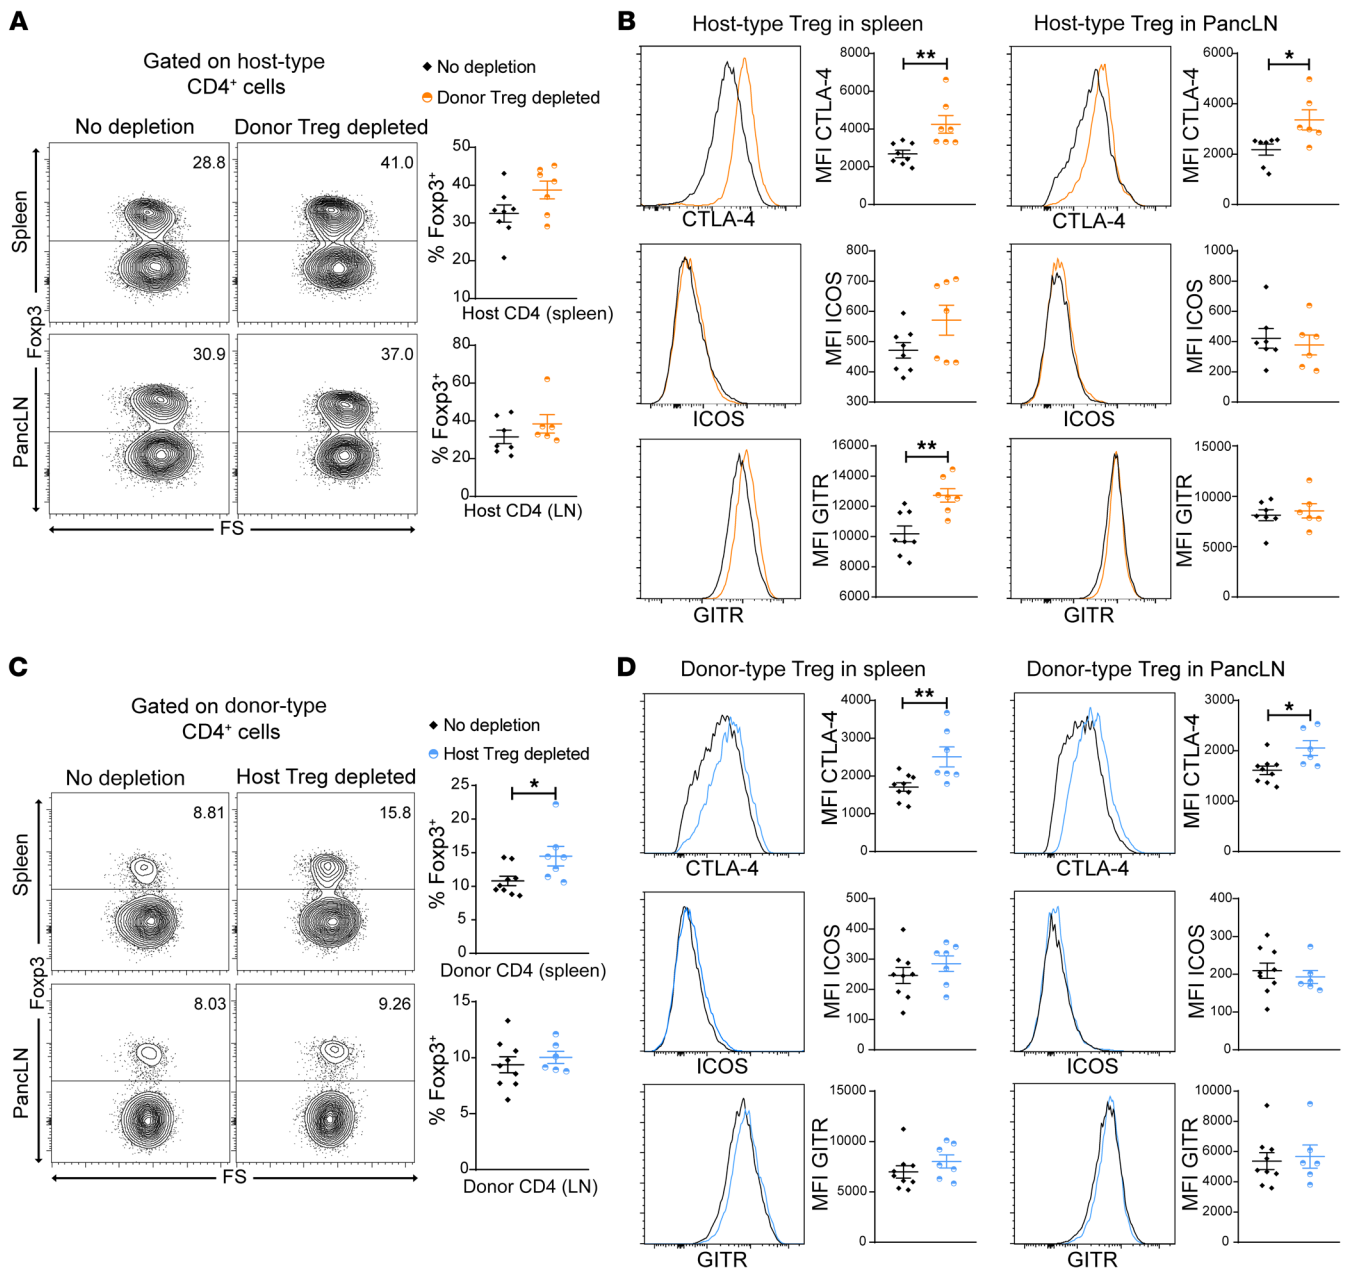 A
Gated on host-type
CD4+ cells
No depletion
Donor Treg depleted
No depletion
Donor Treg depleted
28.8
41.0
30.9
37.0
Spleen
Foxp3
PancLN
FS
% Foxp3+
50
40
30
20
10
Host CD4 (spleen)
% Foxp3+
80
60
40
20
0
Host CD4 (LN)
B
Host-type Treg in spleen
Host-type Treg in PancLN
CTLA-4
MFI CTLA-4
8000
6000
4000
2000
0
**
CTLA-4
MFI CTLA-4
6000
4000
2000
0
*
ICOS
MFI ICOS
800
700
600
500
400
300
ICOS
MFI ICOS
1000
800
600
400
200
0
GITR
MFI GITR
16000
14000
12000
10000
8000
6000
**
GITR
MFI GITR
15000
10000
5000
0
C
Gated on donor-type
CD4+ cells
No depletion
Host Treg depleted
No depletion
Host Treg depleted
8.81
15.8
8.03
9.26
Spleen
Foxp3
PancLN
FS
% Foxp3+
25
20
15
10
5
0
*
Donor CD4 (spleen)
% Foxp3+
15
10
5
0
Donor CD4 (LN)
D
Donor-type Treg in spleen
Donor-type Treg in PancLN
CTLA-4
MFI CTLA-4
4000
3000
2000
1000
0
**
CTLA-4
MFI CTLA-4
3000
2000
1000
0
*
ICOS
MFI ICOS
500
400
300
200
100
0
ICOS
MFI ICOS
400
300
200
100
0
GITR
MFI GITR
15000
10000
5000
0
GITR
MFI GITR
10000
8000
6000
4000
2000
0